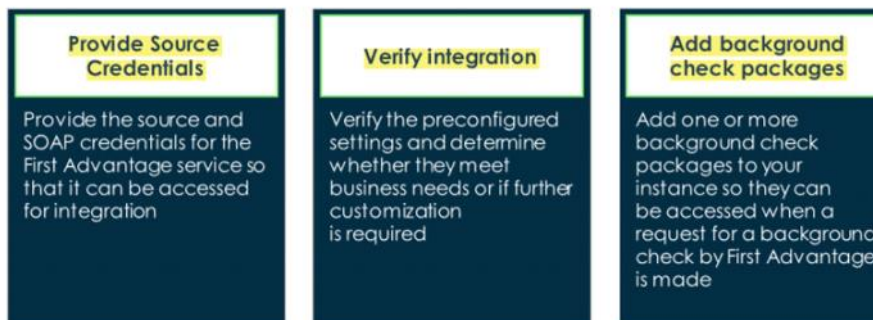 Provide Source
Credentials
Provide the source and
SOAP credentials for the
First Advantage service so
that it can be accessed
for integration
Verify integration
Verify the preconfigured
settings and determine
whether they meet
business needs or if further
customization
is required
Add background
check packages
Add one or more
background check
packages to your
instance so they can
be accessed when a
request for a background
check by First Advantage
is made